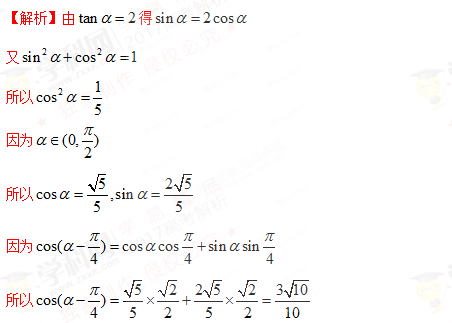 【解析】由 tan α = 2 得 sin α = 2 cos α
又 sin² α + cos² α = 1
所以 cos² α = 1/5
因为 α ∈ (0, π/2)
所以 cos α = √5/5 , sin α = 2√5/5
因为 cos(α − π/4) = cos α cos π/4 + sin α sin π/4
所以 cos(α − π/4) = √5/5 × √2/2 + 2√5/5 × √2/2 = 3√10/10